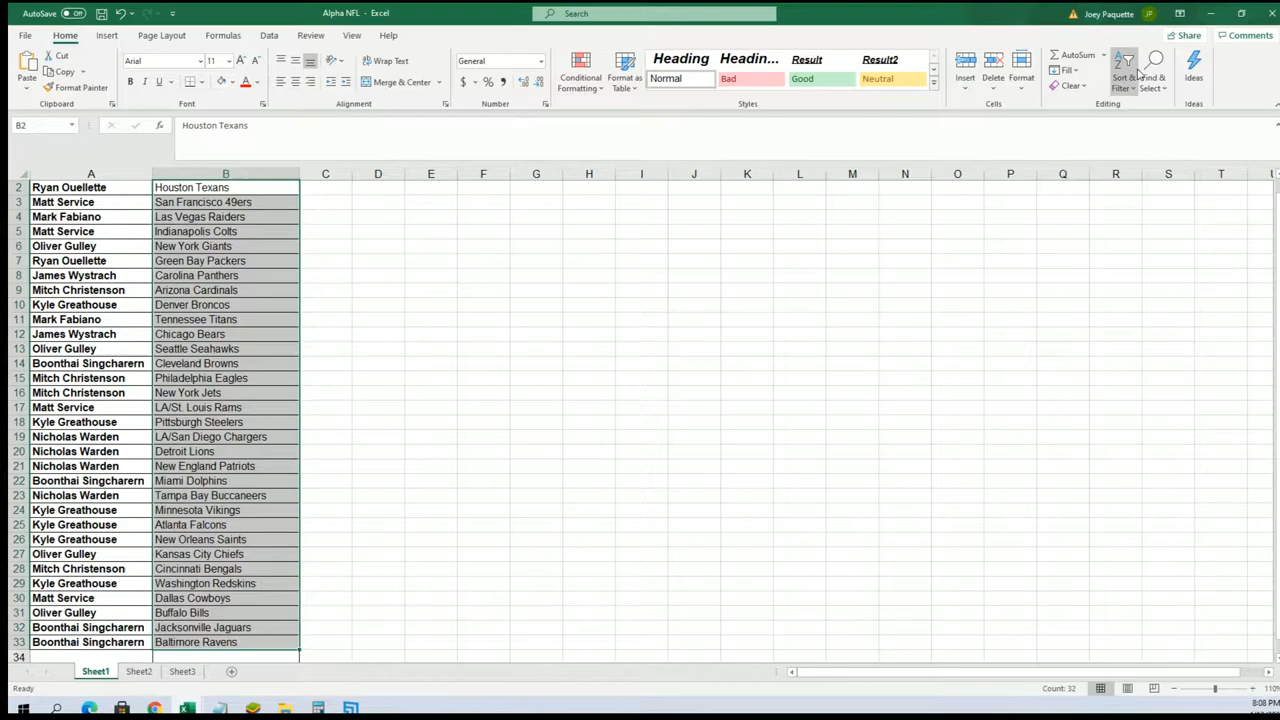 AutoSave Off Alpha NFL - Excel Search Joey Paquette JP
File Home Insert Page Layout Formulas Data Review View Help Share Comments
Paste Cut Copy Format Painter
Clipboard
Arial 11 A A B I U A
Font
Wrap Text Merge & Center
Alignment
General $ % 9
Number
Conditional Formatting Format as Table
Heading Headin... Result Result2
Normal Bad Good Neutral
Styles
Insert Delete Format
Cells
AutoSum Fill Clear Sort & Filter Find & Select
Editing
Ideas
Ideas
B2 fx Houston Texans
A B C D E F G H I J K L M N O P Q R S T U
2 Ryan Ouellette Houston Texans
3 Matt Service San Francisco 49ers
4 Mark Fabiano Las Vegas Raiders
5 Matt Service Indianapolis Colts
6 Oliver Gulley New York Giants
7 Ryan Ouellette Green Bay Packers
8 James Wystrach Carolina Panthers
9 Mitch Christenson Arizona Cardinals
10 Kyle Greathouse Denver Broncos
11 Mark Fabiano Tennessee Titans
12 James Wystrach Chicago Bears
13 Oliver Gulley Seattle Seahawks
14 Boonthai Singcharern Cleveland Browns
15 Mitch Christenson Philadelphia Eagles
16 Mitch Christenson New York Jets
17 Matt Service LA/St. Louis Rams
18 Kyle Greathouse Pittsburgh Steelers
19 Nicholas Warden LA/San Diego Chargers
20 Nicholas Warden Detroit Lions
21 Nicholas Warden New England Patriots
22 Boonthai Singcharern Miami Dolphins
23 Nicholas Warden Tampa Bay Buccaneers
24 Kyle Greathouse Minnesota Vikings
25 Kyle Greathouse Atlanta Falcons
26 Kyle Greathouse New Orleans Saints
27 Oliver Gulley Kansas City Chiefs
28 Mitch Christenson Cincinnati Bengals
29 Kyle Greathouse Washington Redskins
30 Matt Service Dallas Cowboys
31 Oliver Gulley Buffalo Bills
32 Boonthai Singcharern Jacksonville Jaguars
33 Boonthai Singcharern Baltimore Ravens
34
Sheet1 Sheet2 Sheet3
Ready Count: 32 110%
8:08 PM